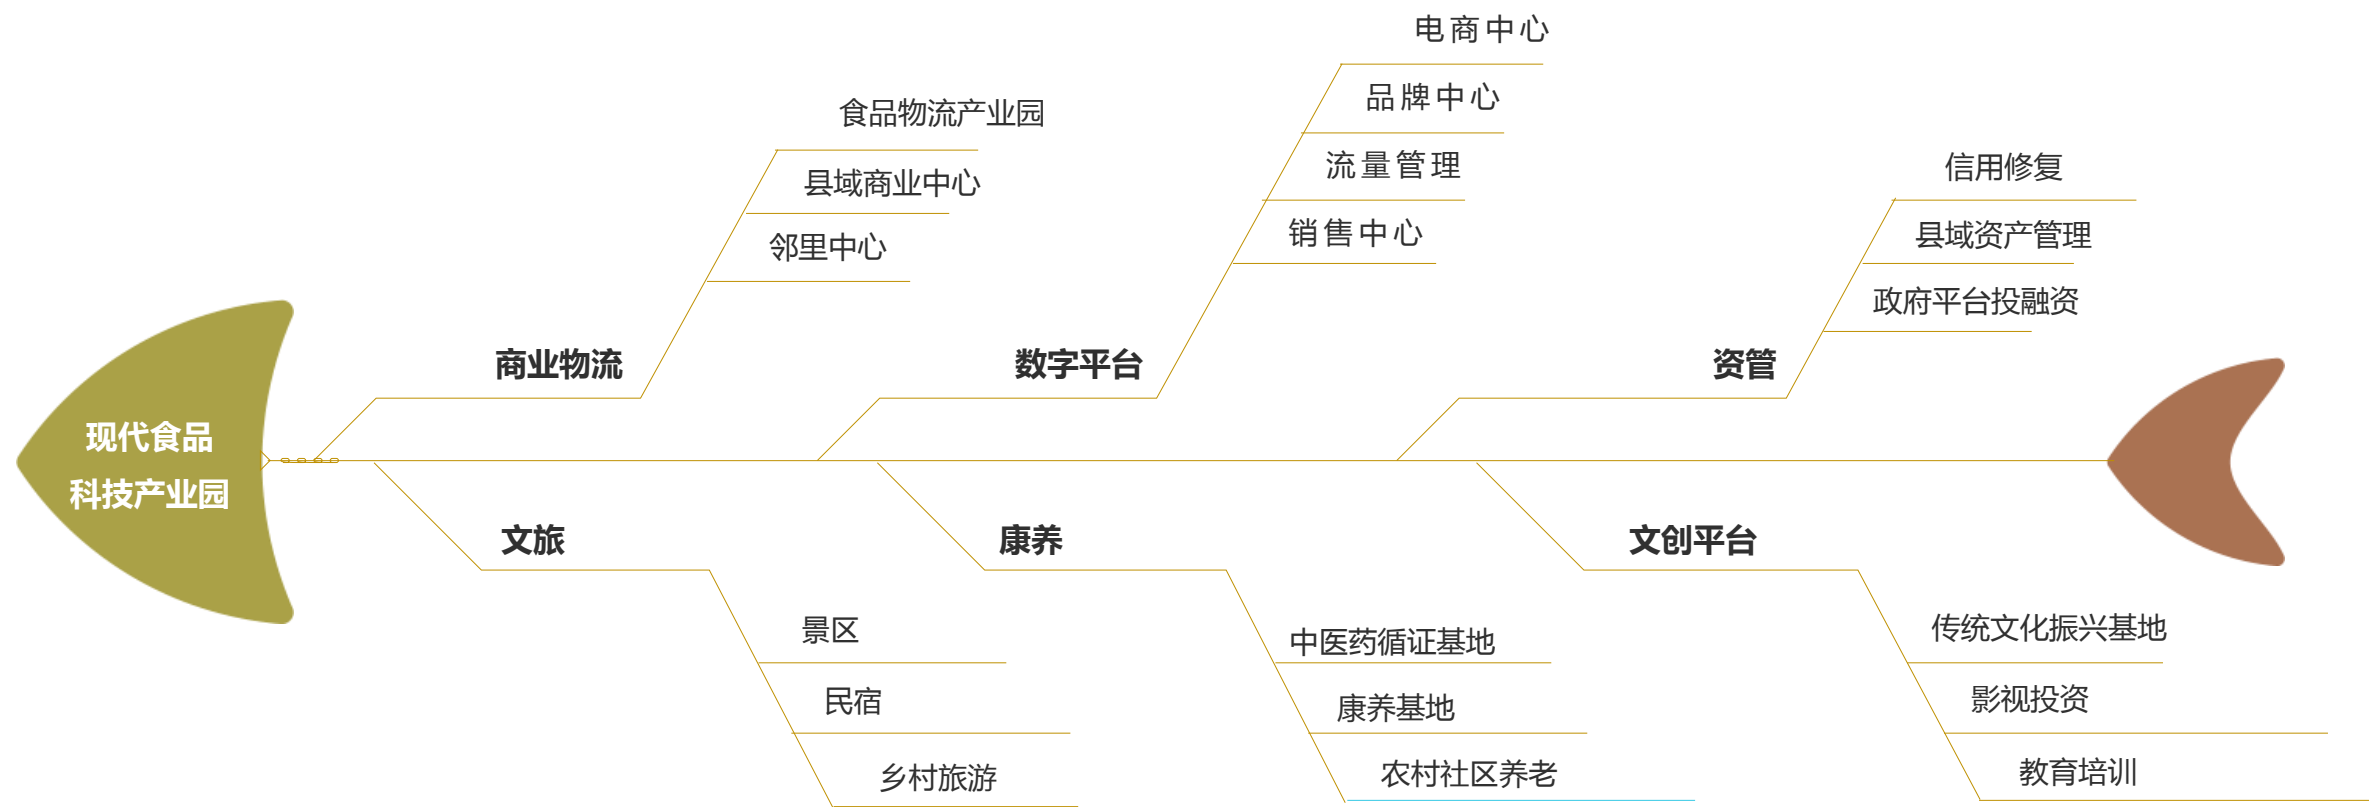 现代食品
科技产业园
商业物流
食品物流产业园
县域商业中心
邻里中心
数字平台
电商中心
品牌中心
流量管理
销售中心
资管
信用修复
县域资产管理
政府平台投融资
文旅
景区
民宿
乡村旅游
康养
中医药循证基地
康养基地
农村社区养老
文创平台
传统文化振兴基地
影视投资
教育培训